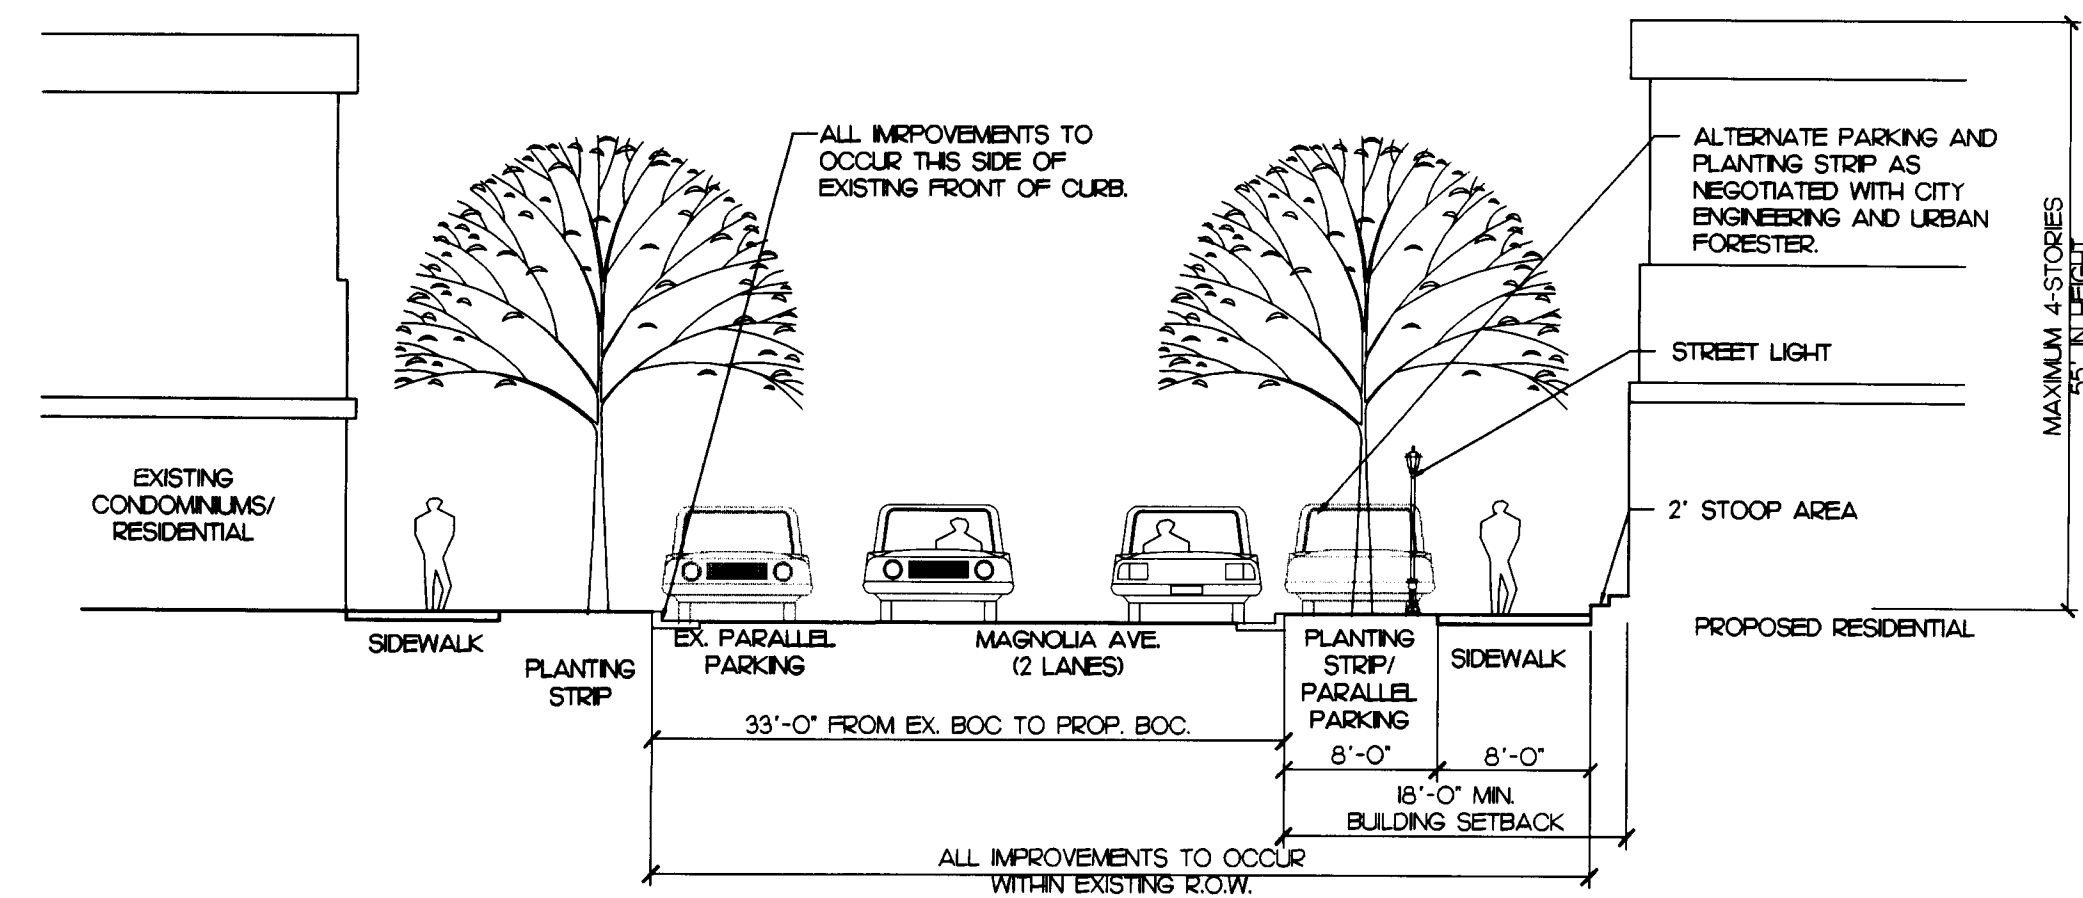 ALL IMRPOVEMENTS TO
OCCUR THIS SIDE OF
EXISTING FRONT OF CURB.
ALTERNATE PARKING AND
PLANTING STRIP AS
NEGOTIATED WITH CITY
ENGINEERING AND URBAN
FORESTER.
MAXIMUM 4-STORIES
55' IN HEIGHT
STREET LIGHT
EXISTING
CONDOMINIUMS/
RESIDENTIAL
2' STOOP AREA
SIDEWALK
PLANTING
STRIP
EX. PARALLEL
PARKING
MAGNOLIA AVE.
(2 LANES)
PLANTING
STRIP/
PARALLEL
PARKING
SIDEWALK
PROPOSED RESIDENTIAL
33'-0" FROM EX. BOC TO PROP. BOC.
8'-0"
8'-0"
18'-0" MIN.
BUILDING SETBACK
ALL IMPROVEMENTS TO OCCUR
WITHIN EXISTING R.O.W.